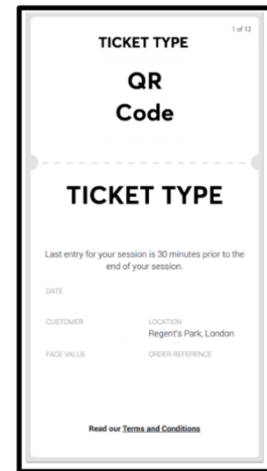 1 of 12
TICKET TYPE
QR
Code
TICKET TYPE
Last entry for your session is 30 minutes prior to the
end of your session.
DATE
CUSTOMER LOCATION
Regent's Park, London
FACE VALUE ORDER REFERENCE
Read our Terms and Conditions